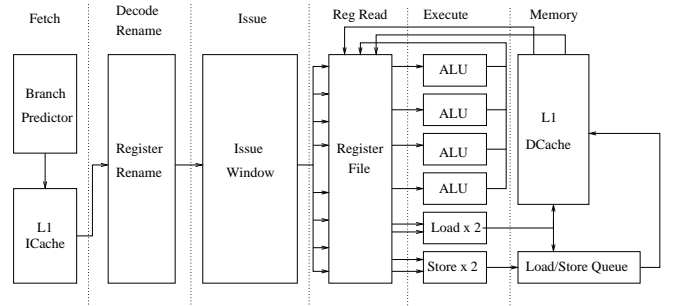 Fetch
Decode
Rename
Issue
Reg Read
Execute
Memory
Branch
Predictor
L1
ICache
Register
Rename
Issue
Window
Register
File
ALU
ALU
ALU
ALU
Load x 2
Store x 2
L1
DCache
Load/Store Queue